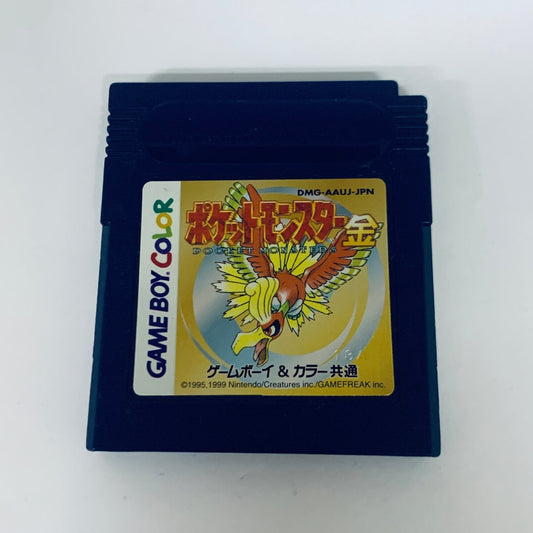 DMG-AAUJ-JPN
ポケットモンスター金
POCKET MONSTERS
GAME BOY COLOR
ゲームボーイ & カラー共通
©1995,1999 Nintendo/Creatures inc./GAMEFREAK inc.